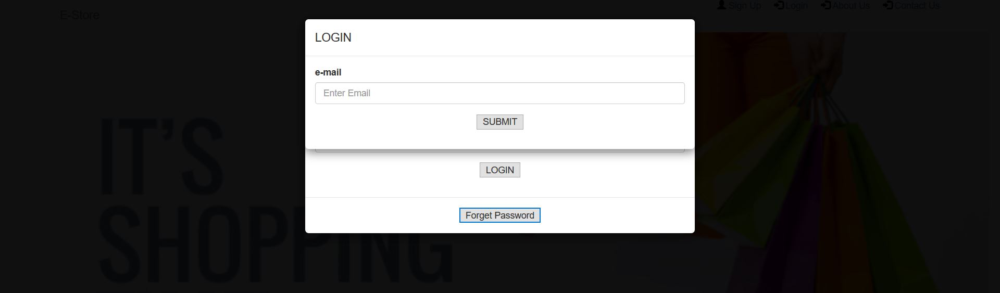 E-Store
Sign Up Login About Us Contact Us
LOGIN
e-mail
Enter Email
SUBMIT
LOGIN
Forget Password
IT'S
SHOPPING